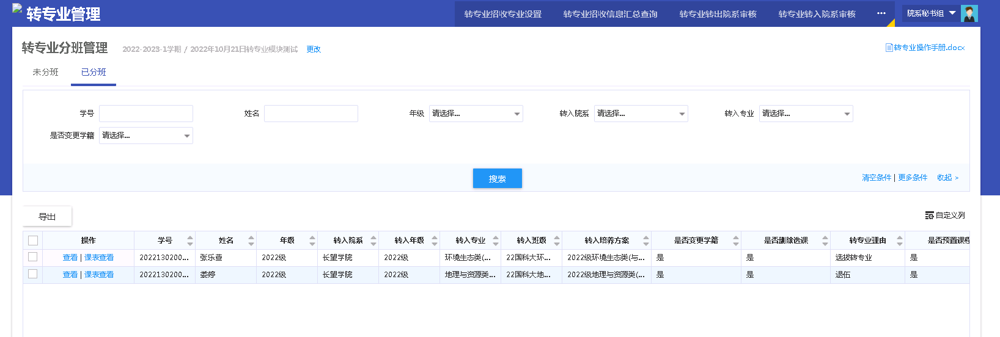 转专业管理
转专业招收专业设置 转专业招收信息汇总查询 转专业转出院系审核 转专业转入院系审核 ••• 院系秘书组
转专业分班管理 2022-2023-1学期 / 2022年10月21日转专业模块测试 更改 转专业操作手册.docx
未分班 已分班
学号 姓名 年级 请选择... 转入院系 请选择... 转入专业 请选择...
是否变更学籍 请选择...
搜索 清空条件 | 更多条件 收起 »
导出 自定义列
操作 学号 姓名 年级 转入院系 转入年级 转入专业 转入班级 转入培养方案 是否变更学籍 是否删除选课 转专业理由 是否预置课程
查看 | 课表查看 2022130200... 张乐萱 2022级 长望学院 2022级 环境生态类(... 22国科大环... 2022级环境生态类(与... 是 是 选拔转专业 是
查看 | 课表查看 2022130200... 娄婷 2022级 长望学院 2022级 地理与资源类... 22国科大地... 2022级地理与资源类(... 是 是 退伍 是